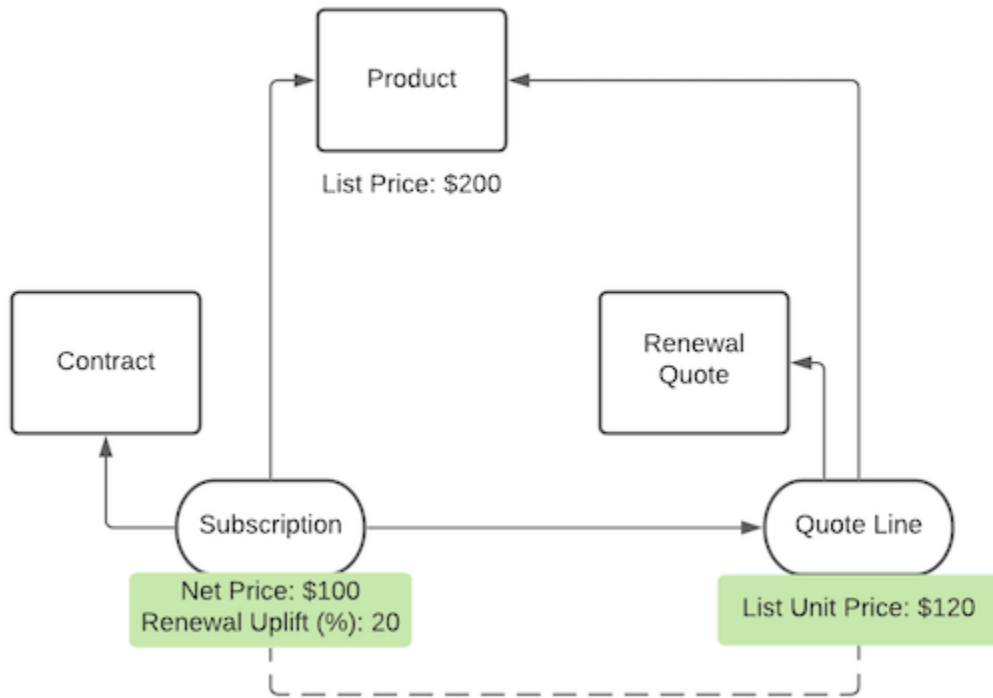 Product
List Price: $200
Contract
Renewal
Quote
Subscription
Quote Line
Net Price: $100
Renewal Uplift (%): 20
List Unit Price: $120